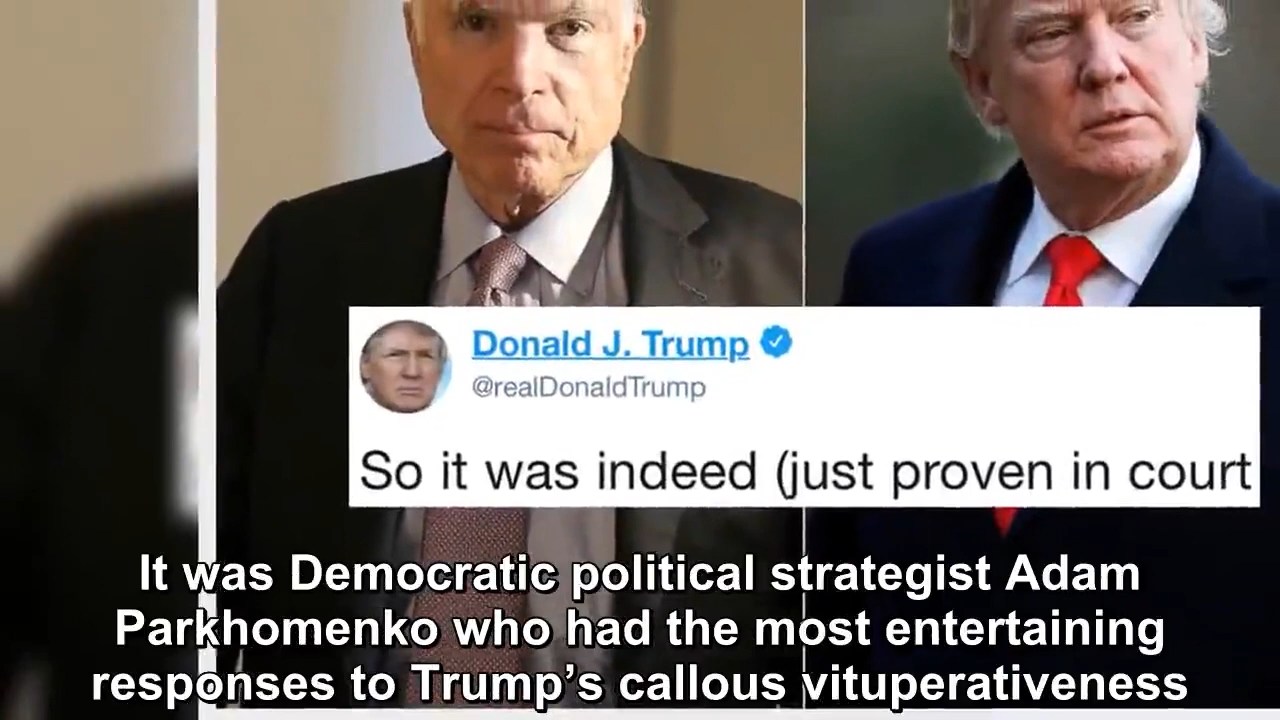 Donald J. Trump
@realDonaldTrump
So it was indeed (just proven in court
It was Democratic political strategist Adam
Parkhomenko who had the most entertaining
responses to Trump’s callous vituperativeness